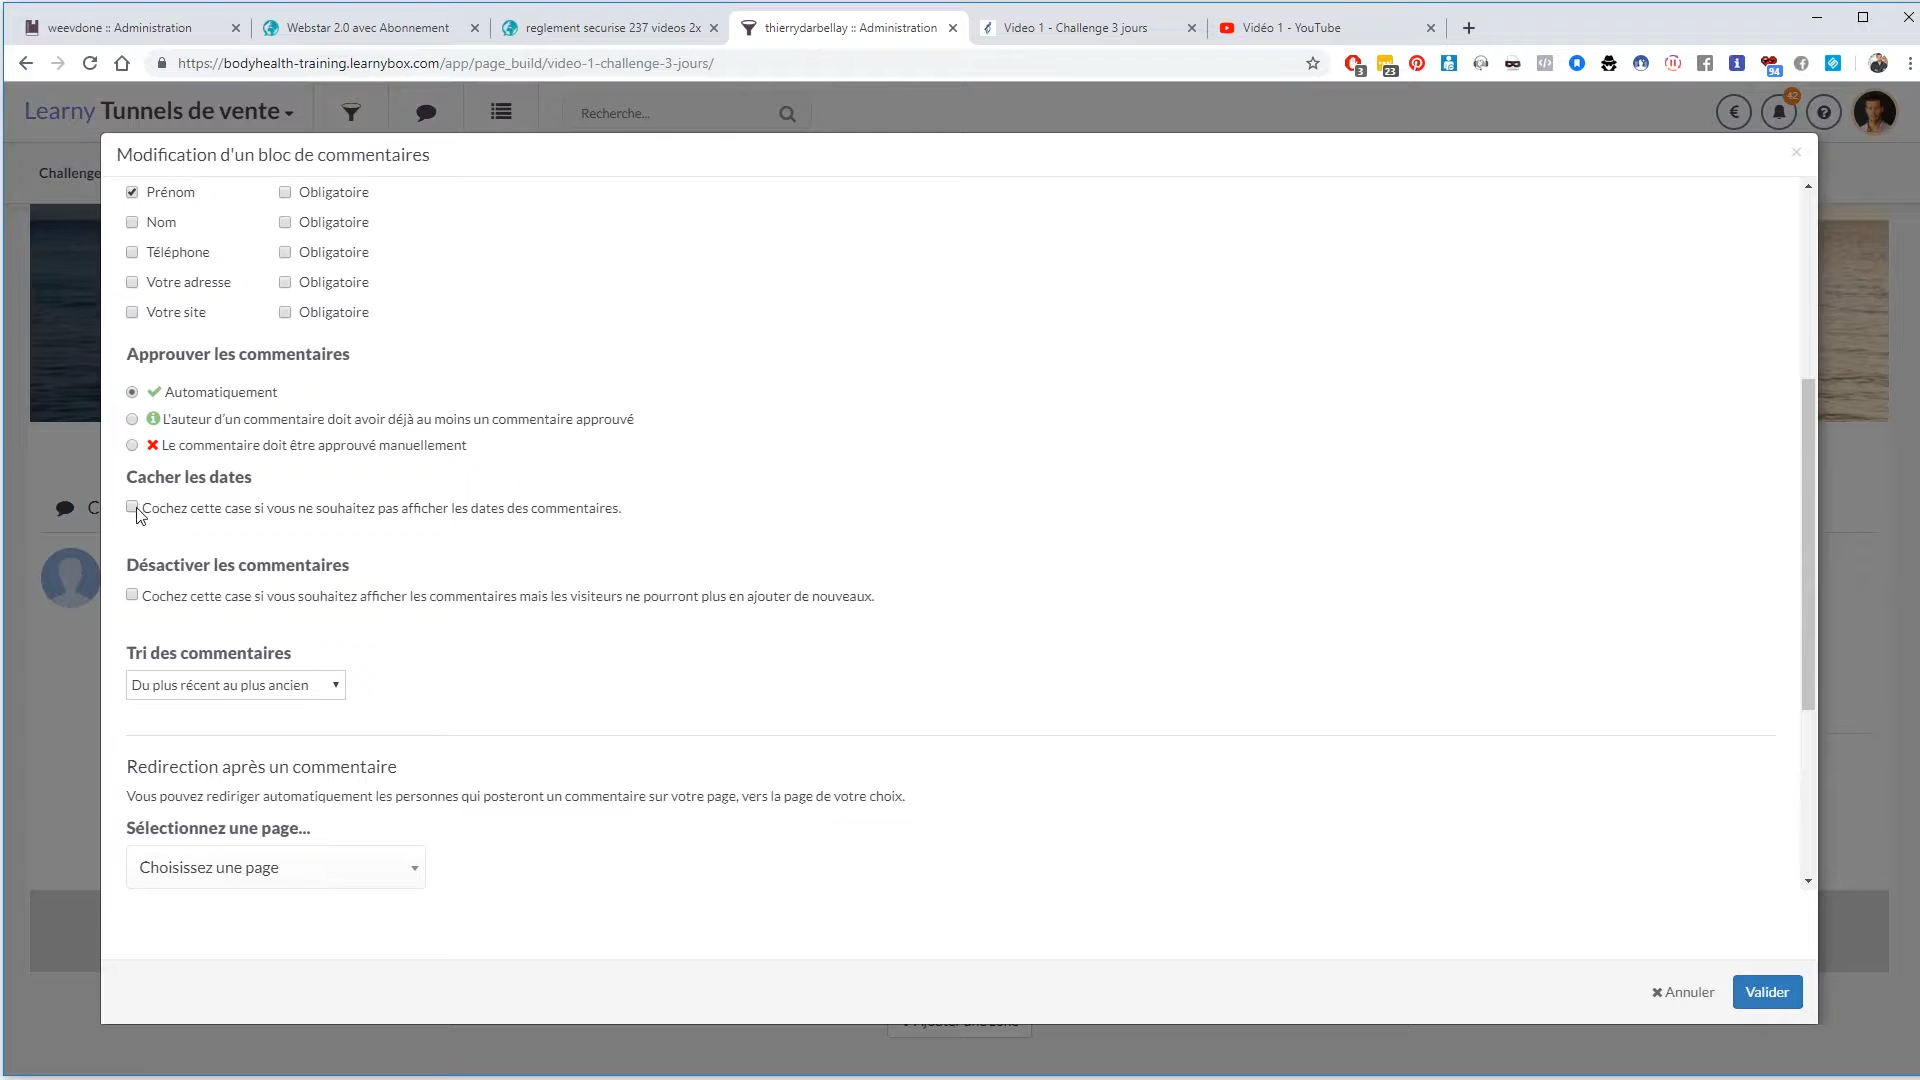 weevdone :: Administration
Webstar 2.0 avec Abonnement
reglement securise 237 videos 2x
thierrydarbellay :: Administration
Video 1 - Challenge 3 jours
Vidéo 1 - YouTube
https://bodyhealth-training.learnybox.com/app/page_build/video-1-challenge-3-jours/
3
23
94
Learny Tunnels de vente
Recherche...
€
42
?
Challenge
Modification d'un bloc de commentaires
Prénom Obligatoire
Nom Obligatoire
Téléphone Obligatoire
Votre adresse Obligatoire
Votre site Obligatoire
Approuver les commentaires
Automatiquement
L'auteur d'un commentaire doit avoir déjà au moins un commentaire approuvé
Le commentaire doit être approuvé manuellement
Cacher les dates
C
Cochez cette case si vous ne souhaitez pas afficher les dates des commentaires.
Désactiver les commentaires
Cochez cette case si vous souhaitez afficher les commentaires mais les visiteurs ne pourront plus en ajouter de nouveaux.
Tri des commentaires
Du plus récent au plus ancien
Redirection après un commentaire
Vous pouvez rediriger automatiquement les personnes qui posteront un commentaire sur votre page, vers la page de votre choix.
Sélectionnez une page...
Choisissez une page
Annuler
Valider